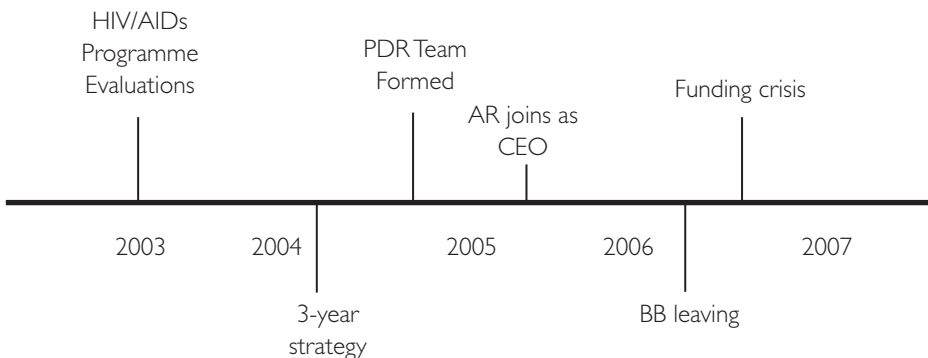 HIV/AIDs
Programme
Evaluations
PDR Team
Formed
AR joins as
CEO
Funding crisis
2003
2004
2005
2006
2007
3-year
strategy
BB leaving